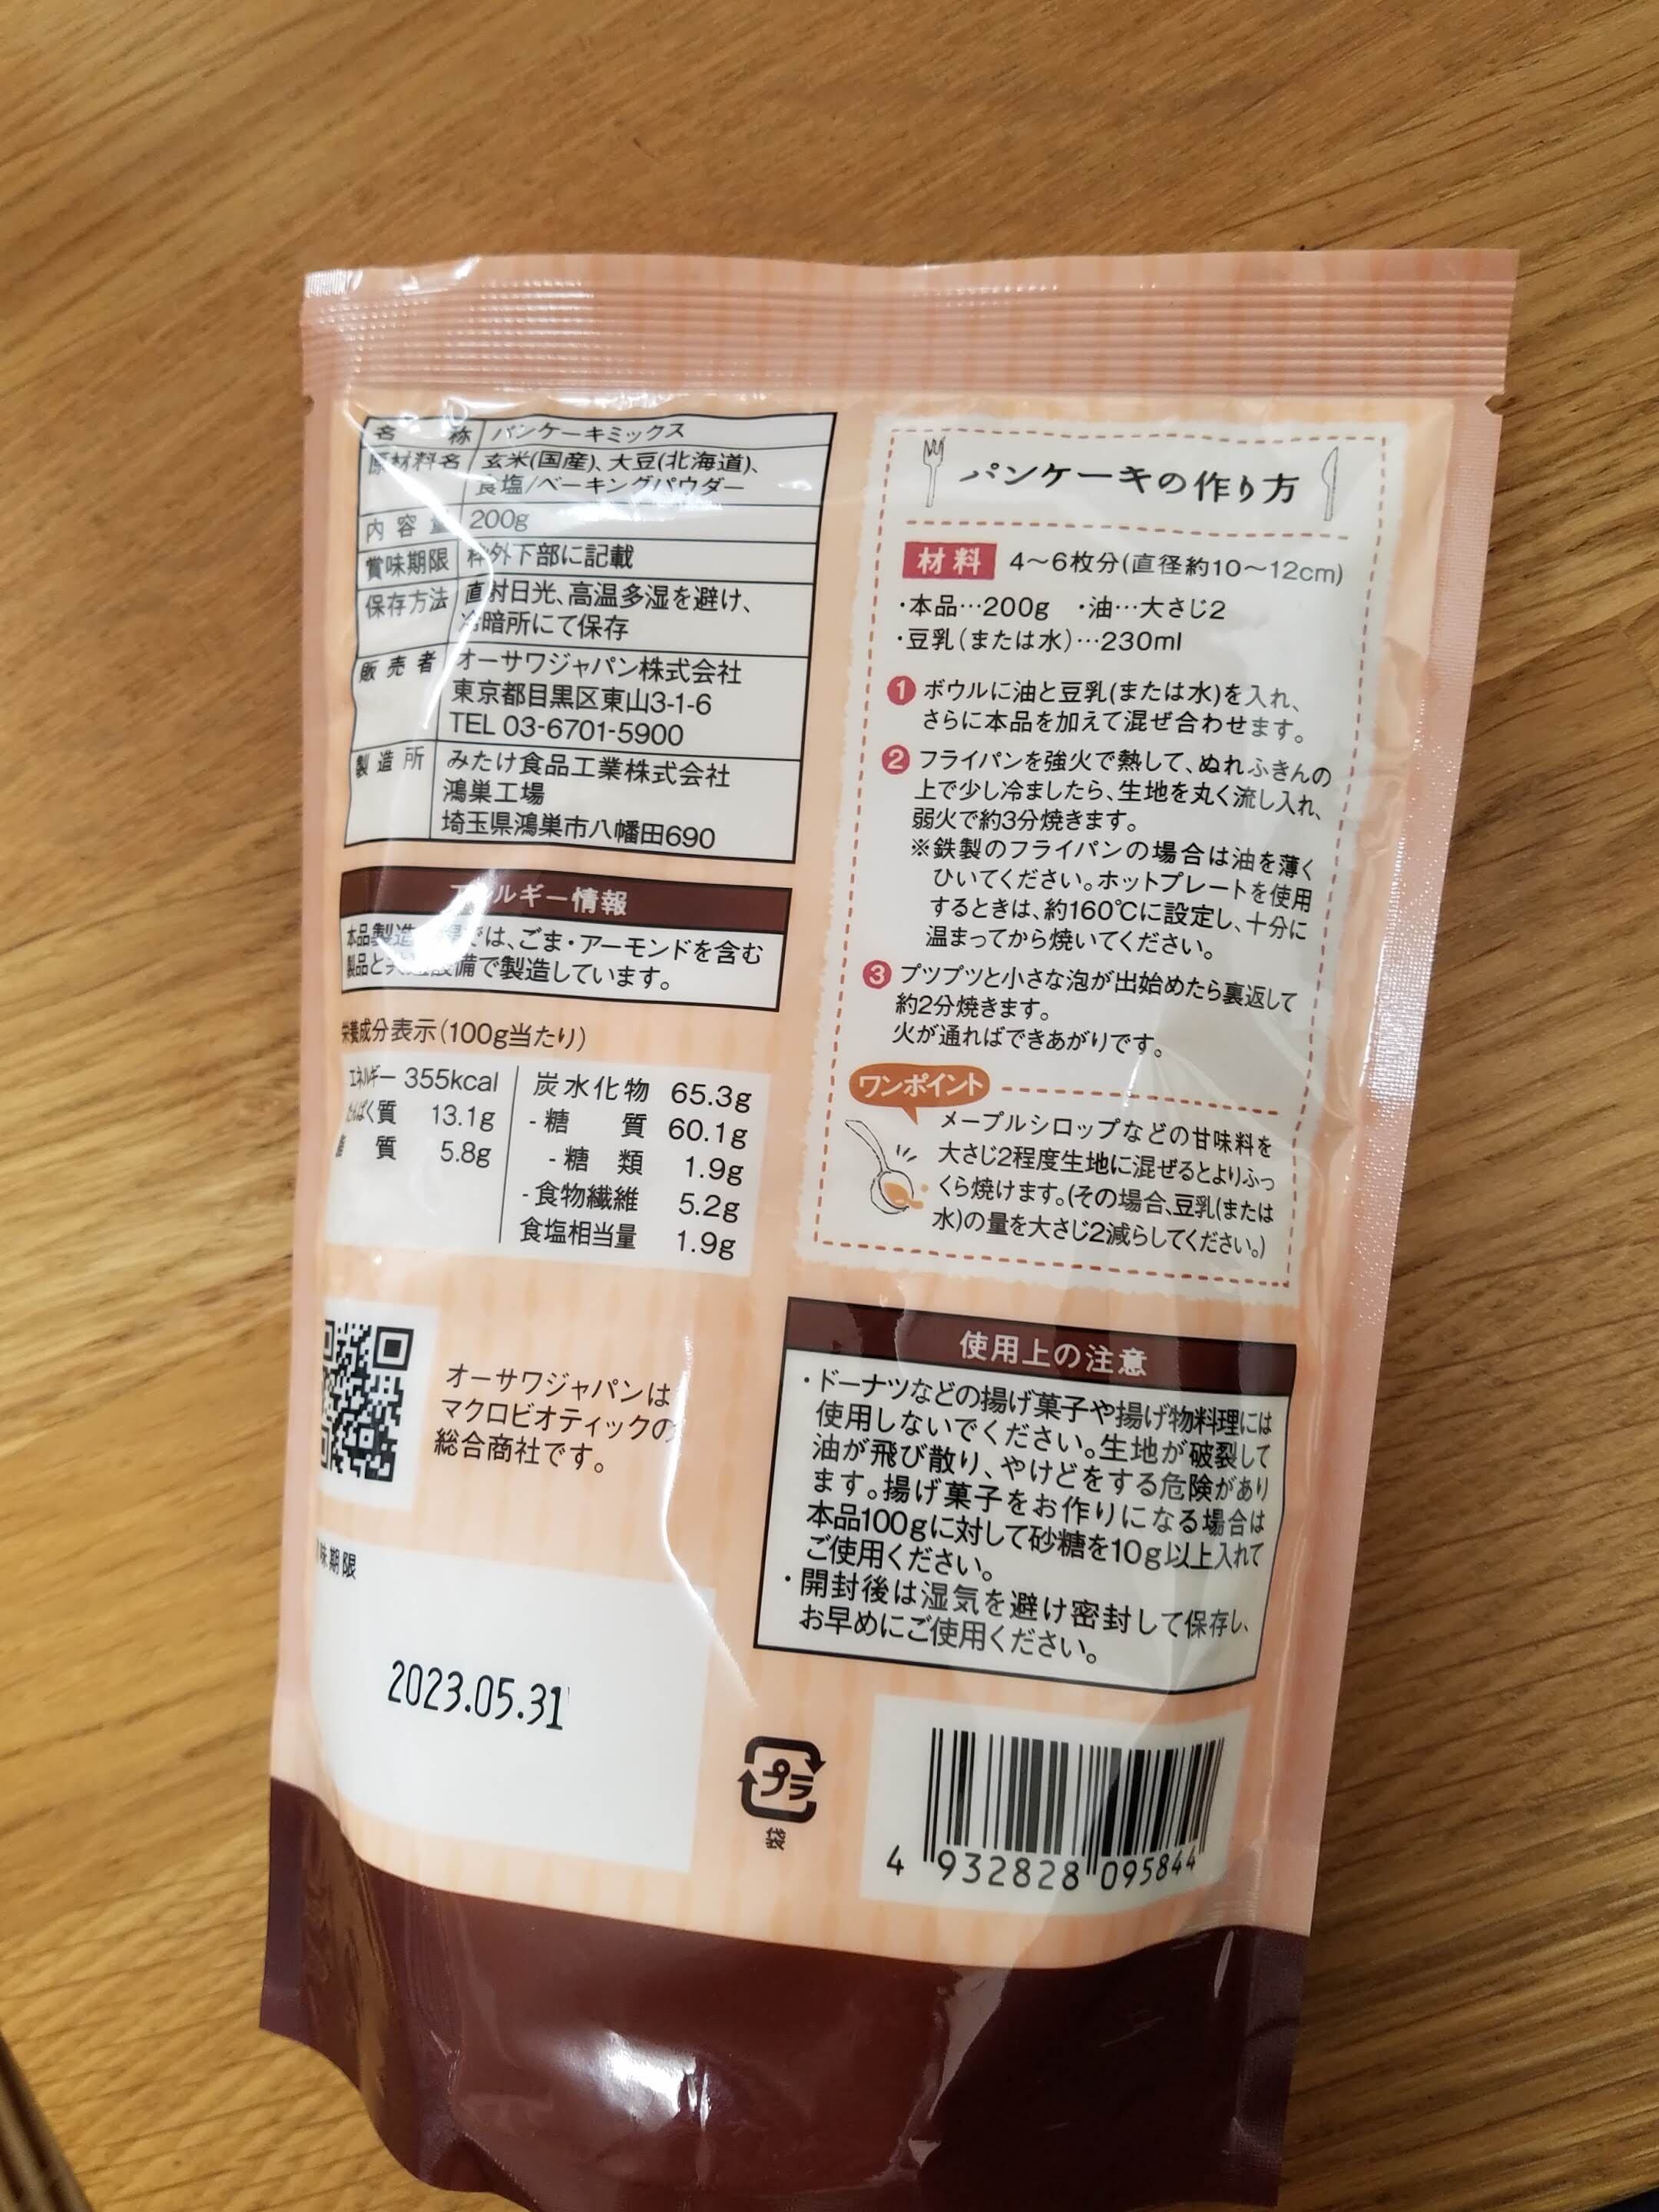 名 称 パンケーキミックス
原材料名 玄米(国産)、大豆(北海道)、
食塩/ベーキングパウダー
内容量 200g
賞味期限 枠外下部に記載
保存方法 直射日光、高温多湿を避け、
冷暗所にて保存
販売者 オーサワジャパン株式会社
東京都目黒区東山3-1-6
TEL 03-6701-5900
製造所 みたけ食品工業株式会社
鴻巣工場
埼玉県鴻巣市八幡田690
ルギー情報
本品製造 では、ごま・アーモンドを含む
製品と 設備で製造しています。
栄養成分表示(100g当たり)
エネルギー 355kcal
たんぱく質 13.1g
質 5.8g
炭水化物 65.3g
-糖質 60.1g
-糖類 1.9g
-食物繊維 5.2g
食塩相当量 1.9g
オーサワジャパンは
マクロビオティックの
総合商社です。
味期限
2023.05.31
パンケーキの作り方
材料 4〜6枚分(直径約10〜12cm)
・本品…200g ・油…大さじ2
・豆乳(または水)…230ml
1 ボウルに油と豆乳(または水)を入れ、
さらに本品を加えて混ぜ合わせます。
2 フライパンを強火で熱して、ぬれふきんの
上で少し冷ましたら、生地を丸く流し入れ、
弱火で約3分焼きます。
※鉄製のフライパンの場合は油を薄く
ひいてください。ホットプレートを使用
するときは、約160℃に設定し、十分に
温まってから焼いてください。
3 プツプツと小さな泡が出始めたら裏返して
約2分焼きます。
火が通ればできあがりです。
ワンポイント
メープルシロップなどの甘味料を
大さじ2程度生地に混ぜるとよりふっ
くら焼けます。(その場合、豆乳(または
水)の量を大さじ2減らしてください。)
使用上の注意
・ドーナツなどの揚げ菓子や揚げ物料理には
使用しないでください。生地が破裂して
油が飛び散り、やけどをする危険があり
ます。揚げ菓子をお作りになる場合は
本品100gに対して砂糖を10g以上入れて
ご使用ください。
・開封後は湿気を避け密封して保存し、
お早めにご使用ください。
プラ
袋
4 932828 095844